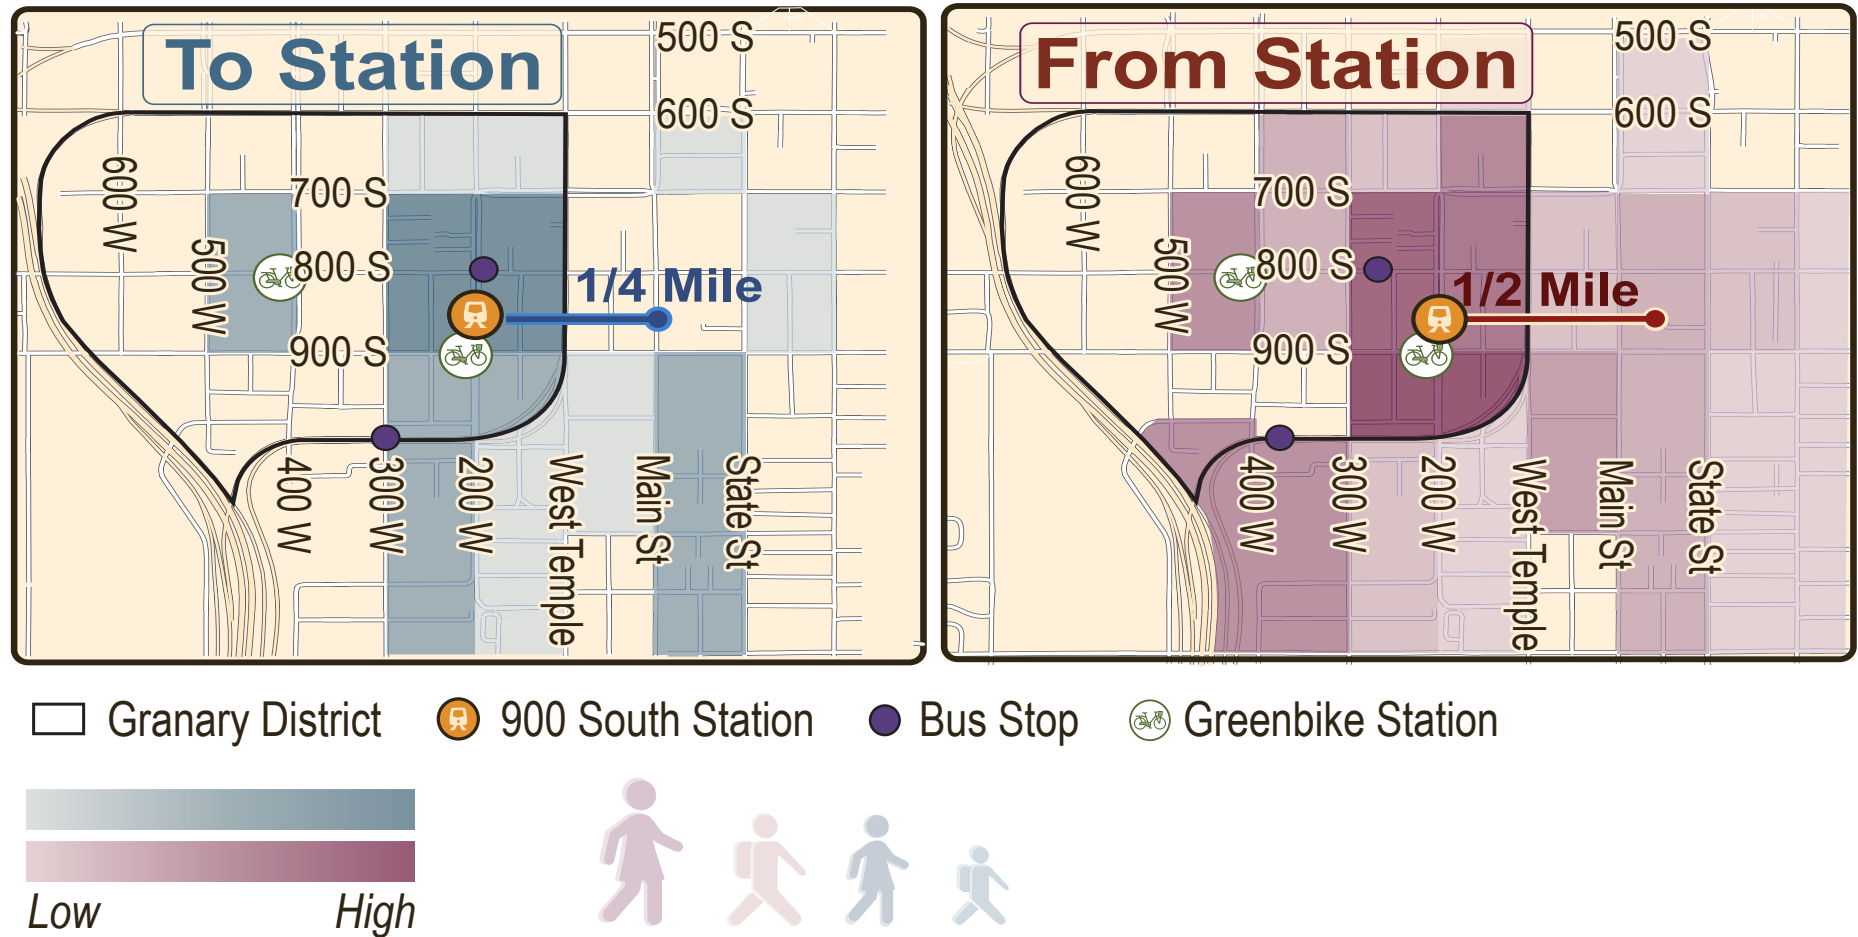 To Station
500 S
600 S
600 W
700 S
500 W
800 S
1/4 Mile
900 S
400 W
300 W
200 W
West Temple
Main St
State St
From Station
500 S
600 S
600 W
700 S
500 W
800 S
1/2 Mile
900 S
400 W
300 W
200 W
West Temple
Main St
State St
Granary District
900 South Station
Bus Stop
Greenbike Station
Low
High